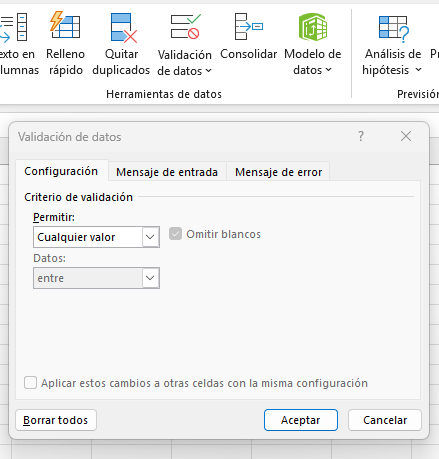 exto en Relleno Quitar Validación Consolidar Modelo de Análisis de
lumnas rápido duplicados de datos datos hipótesis
Herramientas de datos Previsión
Validación de datos ?
Configuración Mensaje de entrada Mensaje de error
Criterio de validación
Permitir:
Cualquier valor Omitir blancos
Datos:
entre
Aplicar estos cambios a otras celdas con la misma configuración
Borrar todos Aceptar Cancelar